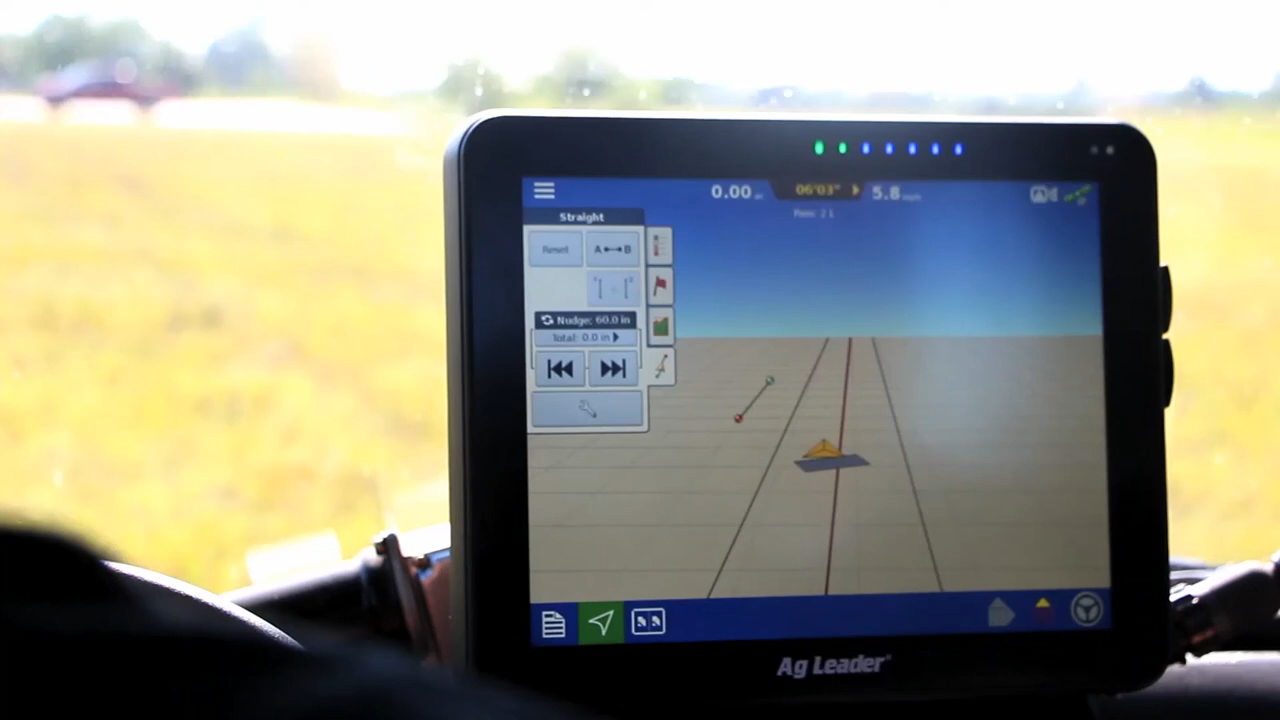 0.00 06'03" 5.8 mph
Pass: 2 L
Straight
Reset A B
Nudge: 60.0 in
Total: 0.0 in
Ag Leader®